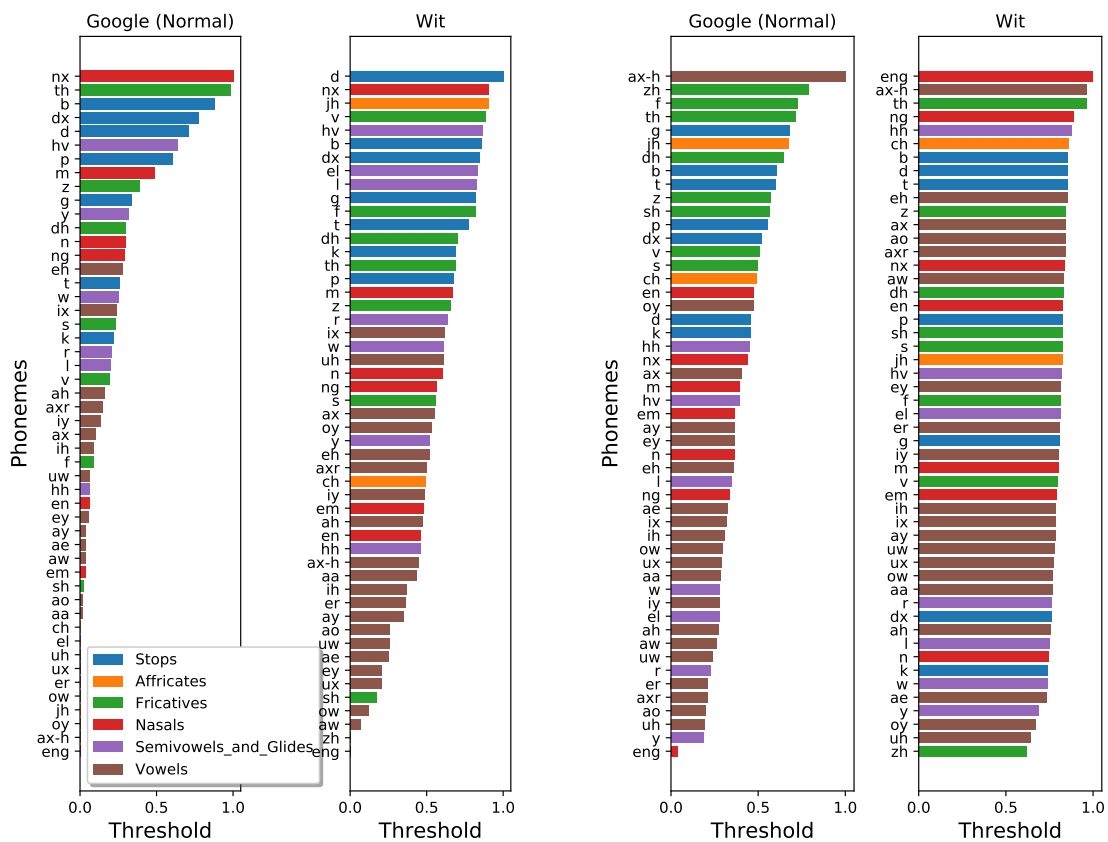 Google (Normal)
Wit
Google (Normal)
Wit
Phonemes
nx
th
b
dx
d
hv
p
m
z
g
y
dh
n
ng
eh
t
w
ix
s
k
r
l
v
ah
axr
iy
ax
ih
f
uw
hh
en
ey
ay
ae
aw
em
sh
ao
aa
ch
el
uh
ux
er
ow
jh
oy
ax-h
eng
0.0
0.5
1.0
Threshold
Stops
Affricates
Fricatives
Nasals
Semivowels_and_Glides
Vowels
d
nx
jh
v
hv
b
dx
el
l
g
f
t
dh
k
th
p
m
z
r
ix
w
uh
n
ng
s
ax
oy
y
eh
axr
ch
iy
em
ah
en
hh
ax-h
aa
ih
er
ay
ao
uw
ae
ey
ux
sh
ow
aw
zh
eng
0.0
0.5
1.0
Threshold
Phonemes
ax-h
zh
f
th
g
jh
dh
b
t
z
sh
p
dx
v
s
ch
en
oy
d
k
hh
nx
ax
m
hv
em
ay
ey
n
eh
l
ng
ae
ix
ih
ow
ux
aa
w
iy
el
ah
aw
uw
r
er
axr
ao
uh
y
eng
0.0
0.5
1.0
Threshold
eng
ax-h
th
ng
hh
ch
b
d
t
eh
z
ax
ao
axr
nx
aw
dh
en
p
sh
s
jh
hv
ey
f
el
er
g
iy
m
v
em
ih
ix
ay
uw
ux
ow
aa
r
dx
ah
l
n
k
w
ae
y
oy
uh
zh
0.0
0.5
1.0
Threshold